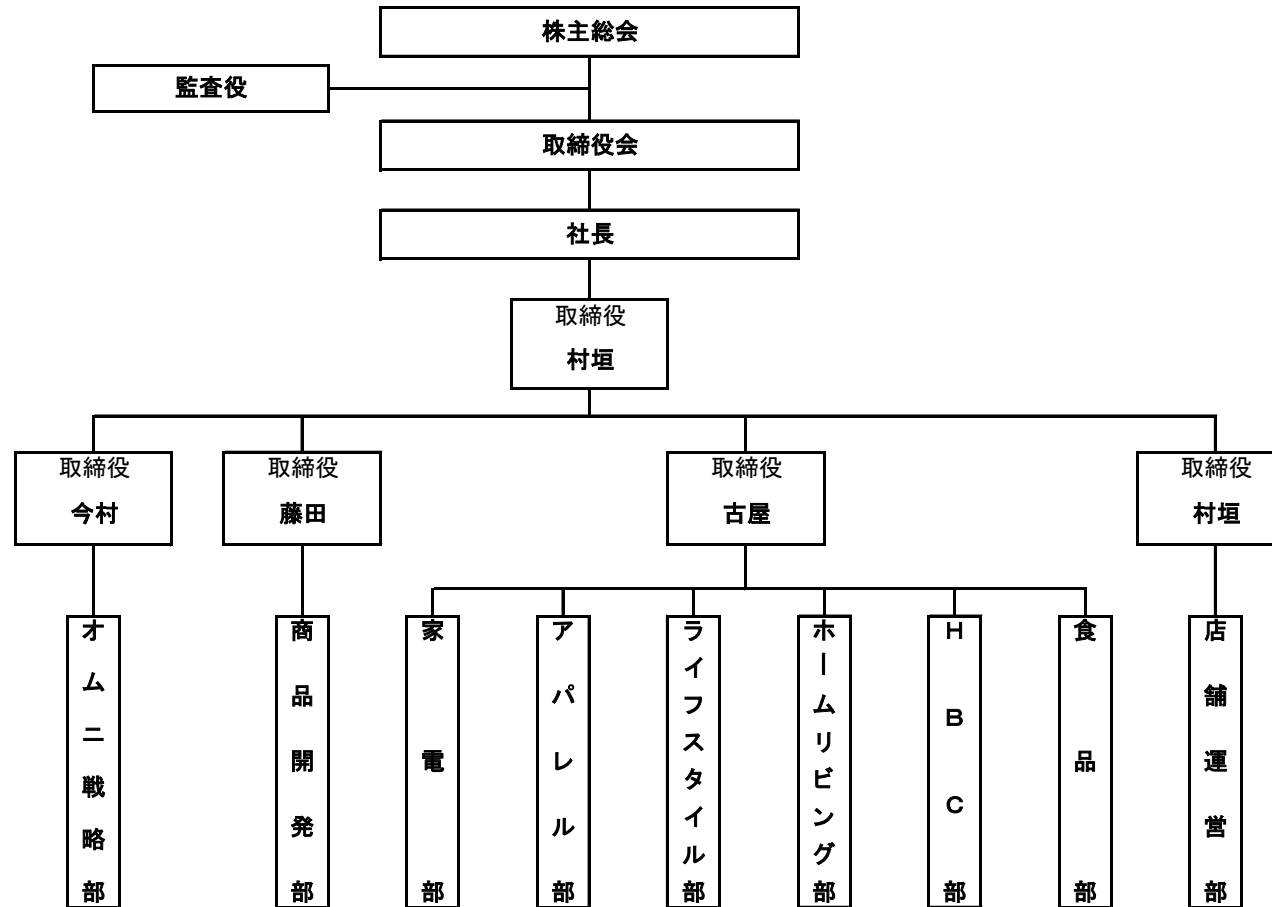 株主総会
監査役
取締役会
社長
取締役
村垣
取締役
今村
取締役
藤田
取締役
古屋
取締役
村垣
オムニ戦略部
商品開発部
家電部
アパレル部
ライフスタイル部
ホームリビング部
ＨＢＣ部
食品部
店舗運営部